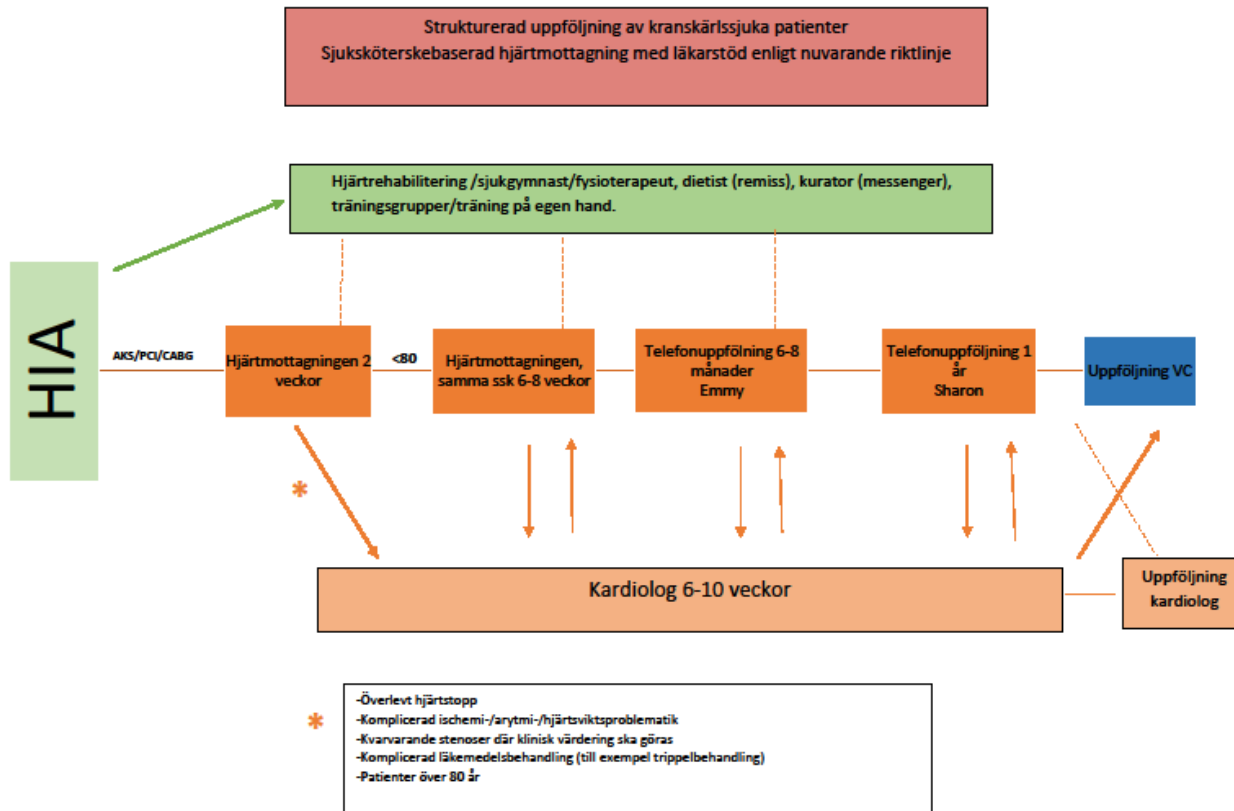 Strukturerad uppföljning av kranskärlssjuka patienter
Sjuksköterskebaserad hjärtmottagning med läkarstöd enligt nuvarande riktlinje
Hjärtrehabilitering /sjukgymnast/fysioterapeut, dietist (remiss), kurator (messenger),
träningsgrupper/träning på egen hand.
HIA
AKS/PCI/CABG
Hjärtmottagningen 2
veckor
<80
Hjärtmottagningen,
samma ssk 6-8 veckor
Telefonuppfölning 6-8
månader
Emmy
Telefonuppföljning 1
år
Sharon
Uppföljning VC
*
Kardiolog 6-10 veckor
Uppföljning
kardiolog
*
-Överlevt hjärtstopp
-Komplicerad ischemi-/arytmi-/hjärtsviktsproblematik
-Kvarvarande stenoser där klinisk värdering ska göras
-Komplicerad läkemedelsbehandling (till exempel trippelbehandling)
-Patienter över 80 år